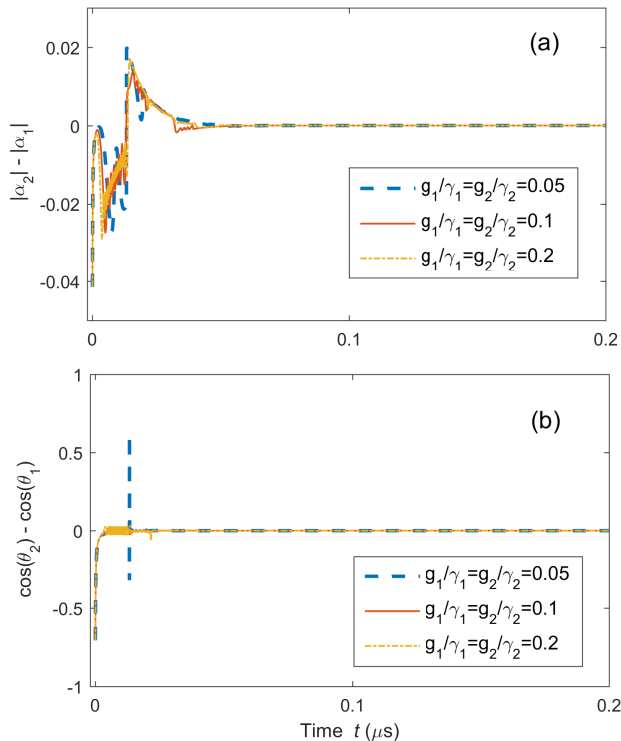 (a)
0.02
0
-0.02
-0.04
|α₂| - |α₁|
g₁/γ₁=g₂/γ₂=0.05
g₁/γ₁=g₂/γ₂=0.1
g₁/γ₁=g₂/γ₂=0.2
0 0.1 0.2
(b)
1
0.5
0
-0.5
-1
cos(θ₂) - cos(θ₁)
g₁/γ₁=g₂/γ₂=0.05
g₁/γ₁=g₂/γ₂=0.1
g₁/γ₁=g₂/γ₂=0.2
0 0.1 0.2
Time t (μs)